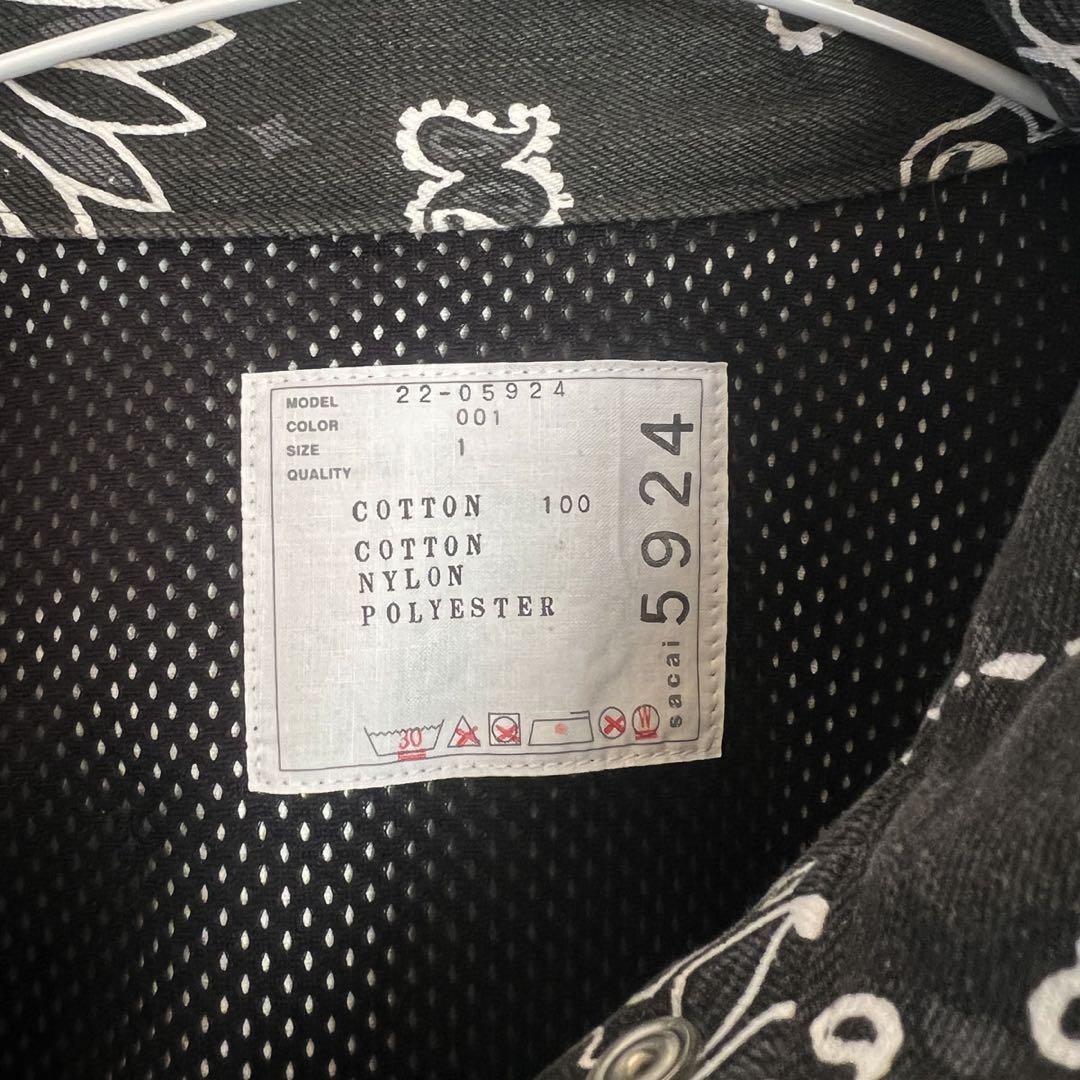 MODEL 22-05924
COLOR 001
SIZE 1
QUALITY
COTTON 100
COTTON
NYLON
POLYESTER
30
W
sacai 5924